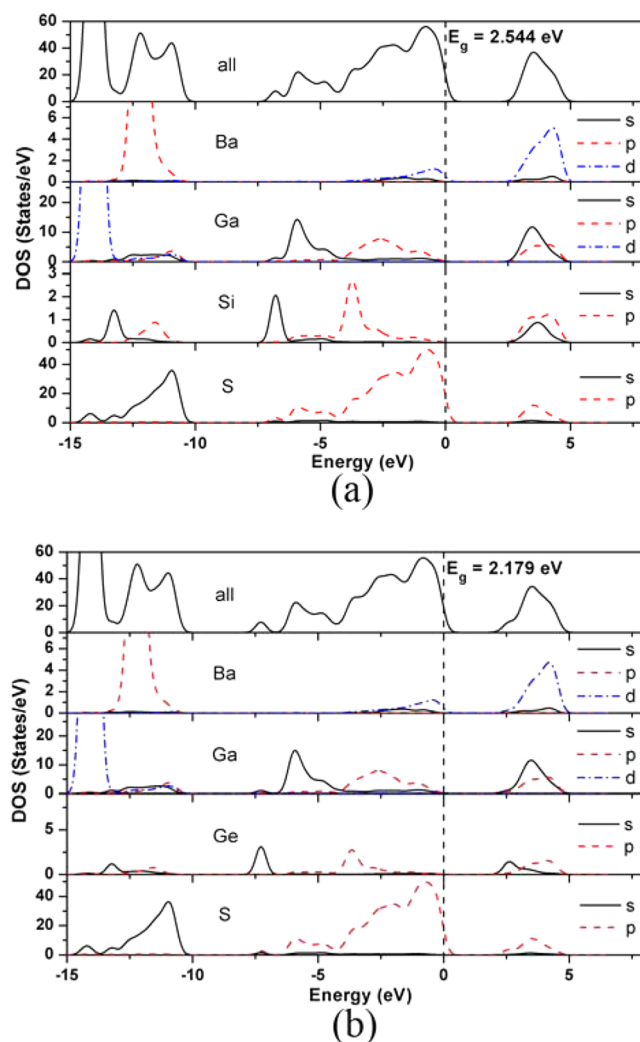 (a)
DOS (States/eV)
60
40
20
0
all
E_g = 2.544 eV
6
4
2
0
Ba
s
p
d
20
10
0
Ga
s
p
d
3
2
1
0
Si
s
p
40
20
0
S
s
p
-15 -10 -5 0 5
Energy (eV)
(a)
DOS (States/eV)
60
40
20
0
all
E_g = 2.179 eV
6
4
2
0
Ba
s
p
d
20
10
0
Ga
s
p
d
5
0
Ge
s
p
40
20
0
S
s
p
-15 -10 -5 0 5
Energy (eV)
(b)